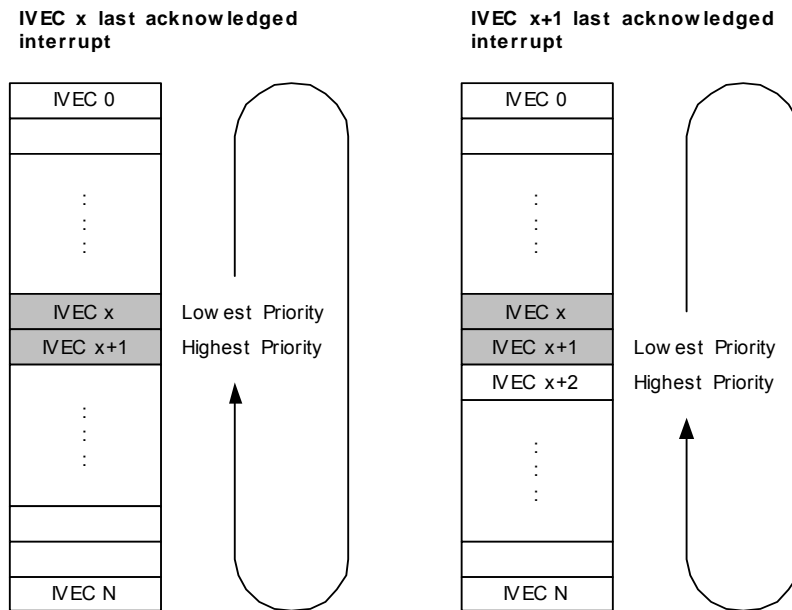 IVEC x last acknowledged
interrupt
IVEC 0
IVEC x
Lowest Priority
IVEC x+1
Highest Priority
IVEC N
IVEC x+1 last acknowledged
interrupt
IVEC 0
IVEC x
IVEC x+1
Lowest Priority
IVEC x+2
Highest Priority
IVEC N